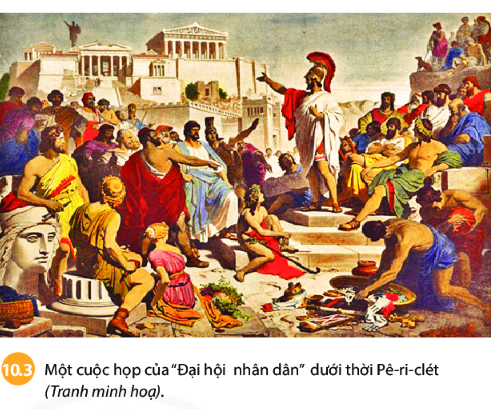 10.3 Một cuộc họp của “Đại hội nhân dân” dưới thời Pê-ri-clét
(Tranh minh hoạ).